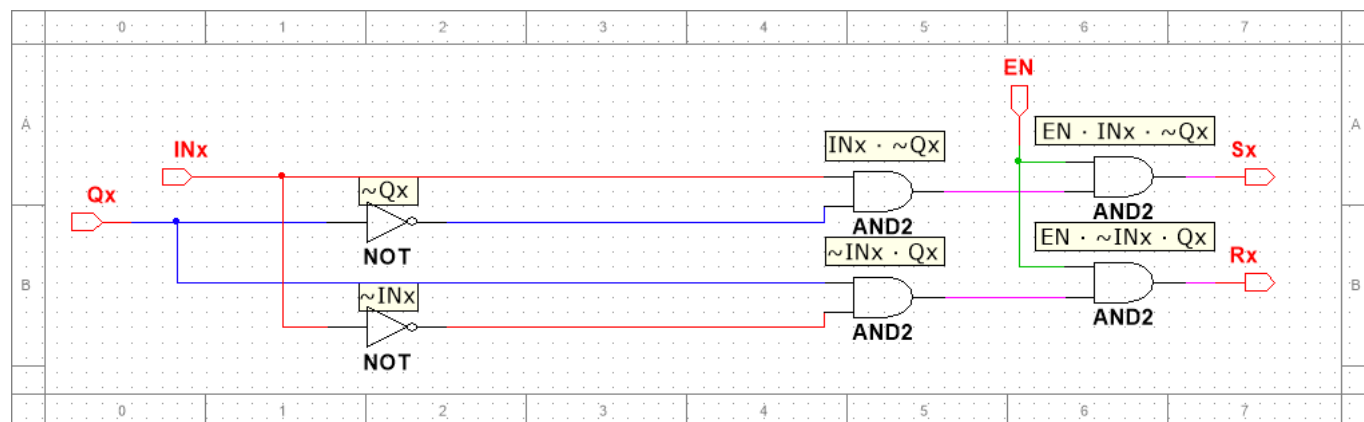 0 1 2 3 4 5 6 7
EN
A A
EN · INx · ~Qx
INx · ~Qx
INx Sx
~Qx
Qx
AND2
AND2
NOT
EN · ~INx · Qx
~INx · Qx
Rx
B B
~INx
AND2
AND2
NOT
0 1 2 3 4 5 6 7